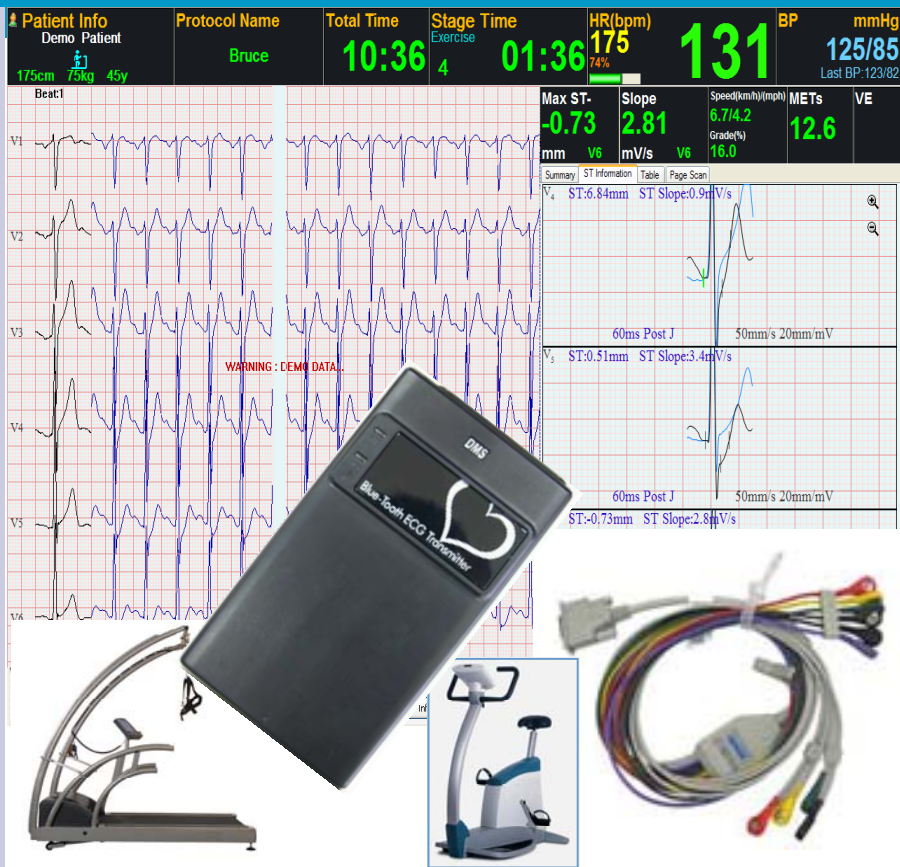 Patient Info
Demo Patient
175cm 75kg 45y
Protocol Name
Bruce
Total Time
10:36
Stage Time
Exercise
4
01:36
HR(bpm)
175
74%
131
BP mmHg
125/85
Last BP:123/82
Beat:1
Max ST-
-0.73
mm V6
Slope
2.81
mV/s V6
Speed(km/h)/(mph)
6.7/4.2
Grade(%)
16.0
METs
12.6
VE
Summary ST Information Table Page Scan
V1
V2
V3
V4
V5
V6
V4 ST:6.84mm ST Slope:0.9mV/s
60ms Post J 50mm/s 20mm/mV
V5 ST:0.51mm ST Slope:3.4mV/s
60ms Post J 50mm/s 20mm/mV
ST:-0.73mm ST Slope:2.8mV/s
WARNING : DEMO DATA..
DMS
Blue-Tooth ECG Transmitter